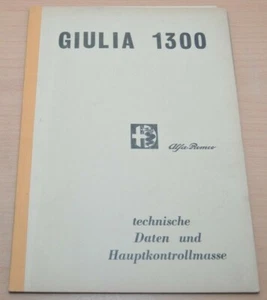 GIULIA 1300
Alfa-Romeo
technische
Daten und
Hauptkontrollmasse